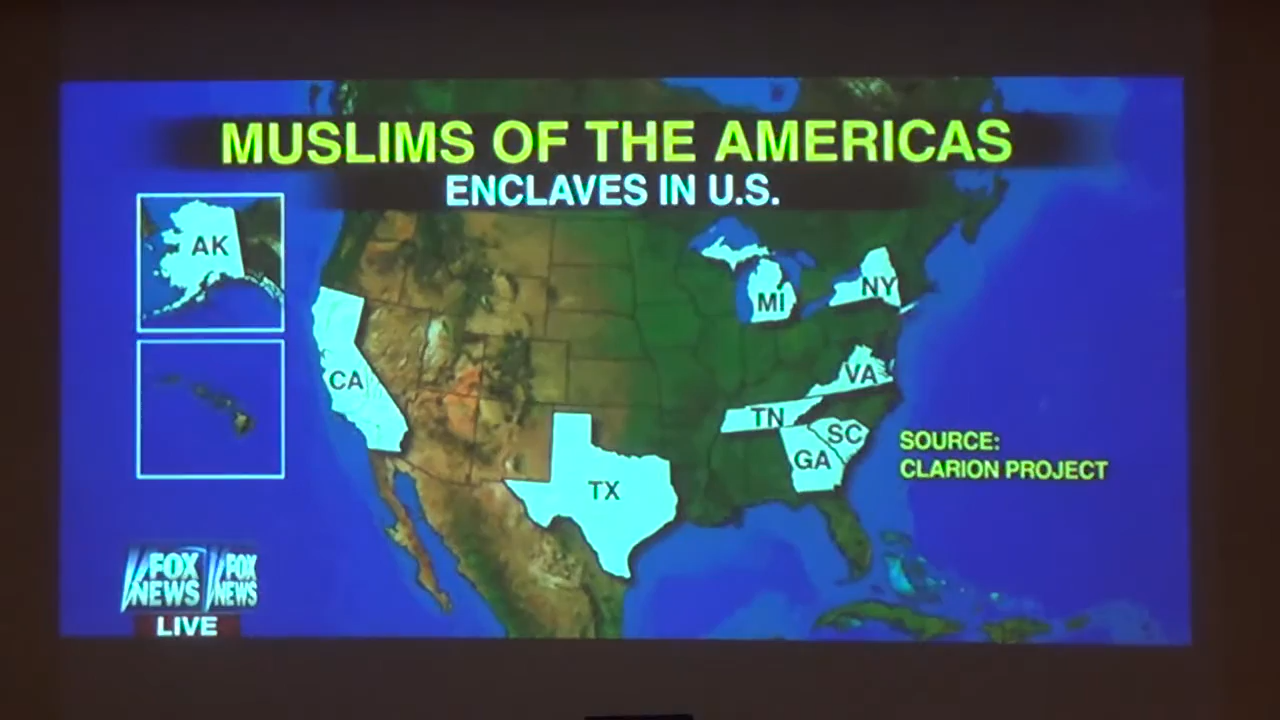 MUSLIMS OF THE AMERICAS
ENCLAVES IN U.S.
AK
MI
NY
CA
VA
TN
SC
GA
TX
SOURCE:
CLARION PROJECT
FOX NEWS
FOX NEWS
LIVE